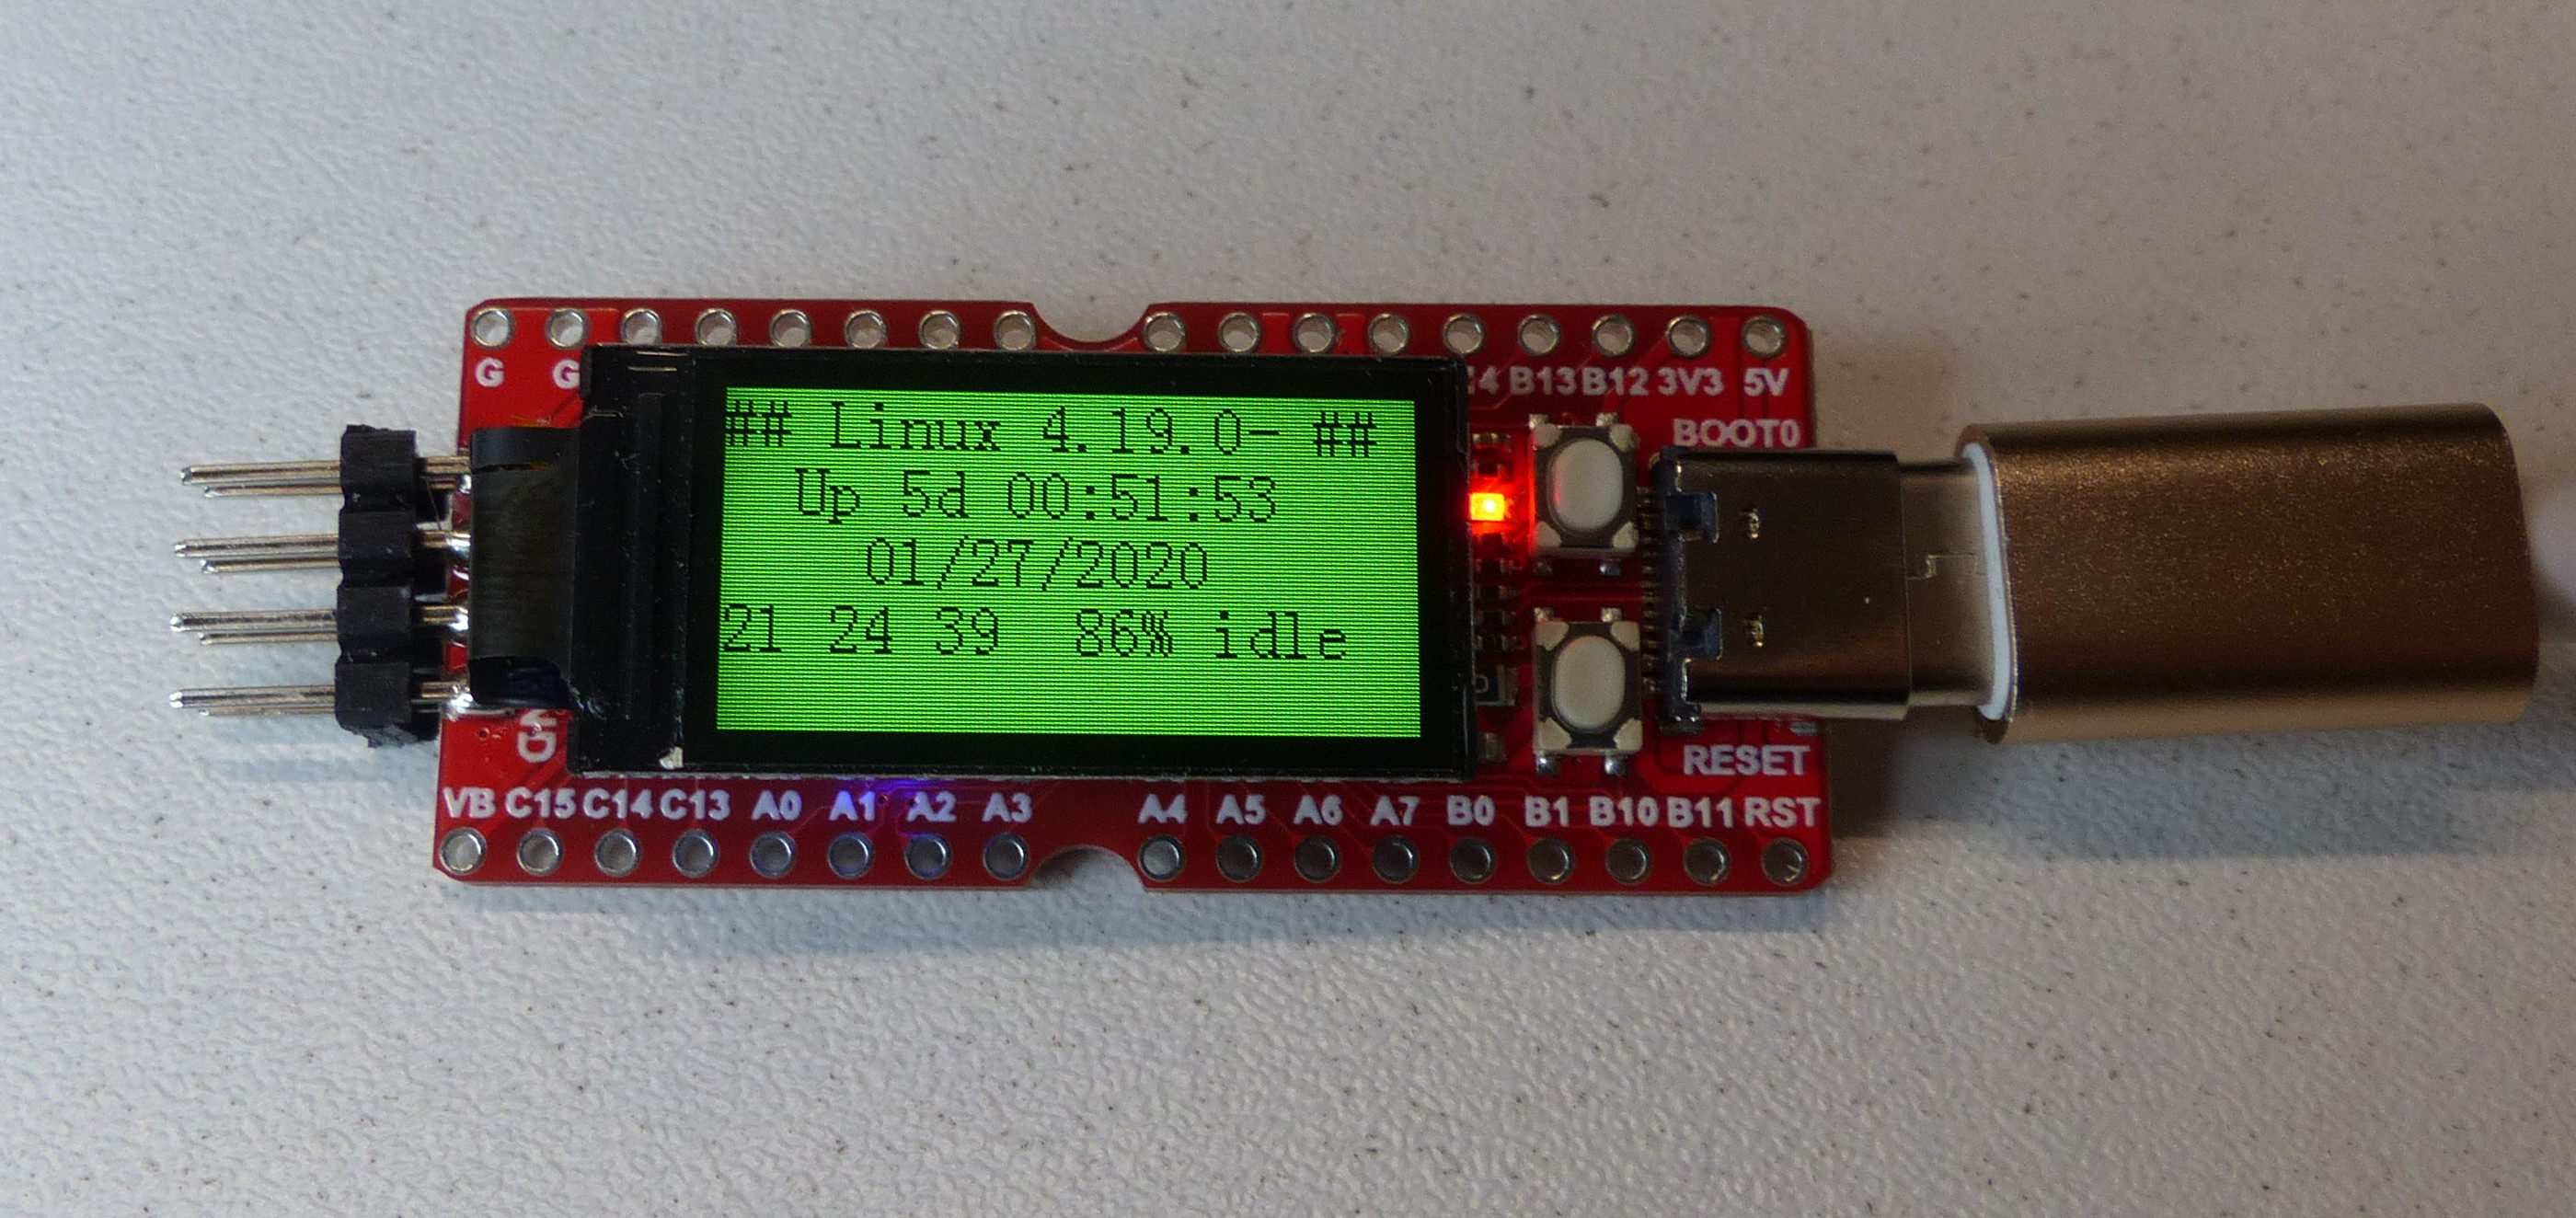 G G 4 B13 B12 3V3 5V
BOOT0
## Linux 4.19.0- ##
Up 5d 00:51:53
01/27/2020
21 24 39 86% idle
RESET
VB C15 C14 C13 A0 A1 A2 A3 A4 A5 A6 A7 B0 B1 B10 B11 RST